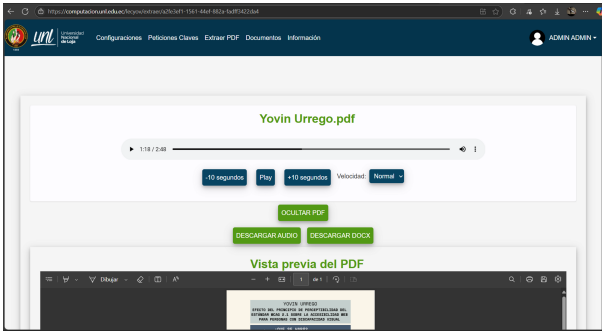 https://computacion.unl.edu.ec/lecyow/extraer/a2fe3ef1-1561-44ef-882a-fadff3422da4
unl Universidad Nacional de Loja
Configuraciones Peticiones Claves Extraer PDF Documentos Información ADMIN ADMIN
Yovin Urrego.pdf
1:18 / 2:48
-10 segundos Play +10 segundos Velocidad: Normal
OCULTAR PDF
DESCARGAR AUDIO DESCARGAR DOCX
Vista previa del PDF
Dibujar 1 de 1
YOVIN URREGO
EFECTO DEL PRINCIPIO DE PERCEPTIBILIDAD DEL
ESTÁNDAR WCAG 2.1 SOBRE LA ACCESIBILIDAD WEB
PARA PERSONAS CON DISCAPACIDAD VISUAL